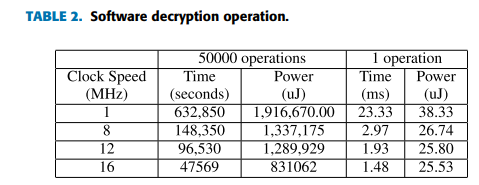 TABLE 2. Software decryption operation.
50000 operations 1 operation
Clock Speed Time Power Time Power
(MHz) (seconds) (uJ) (ms) (uJ)
1 632,850 1,916,670.00 23.33 38.33
8 148,350 1,337,175 2.97 26.74
12 96,530 1,289,929 1.93 25.80
16 47569 831062 1.48 25.53